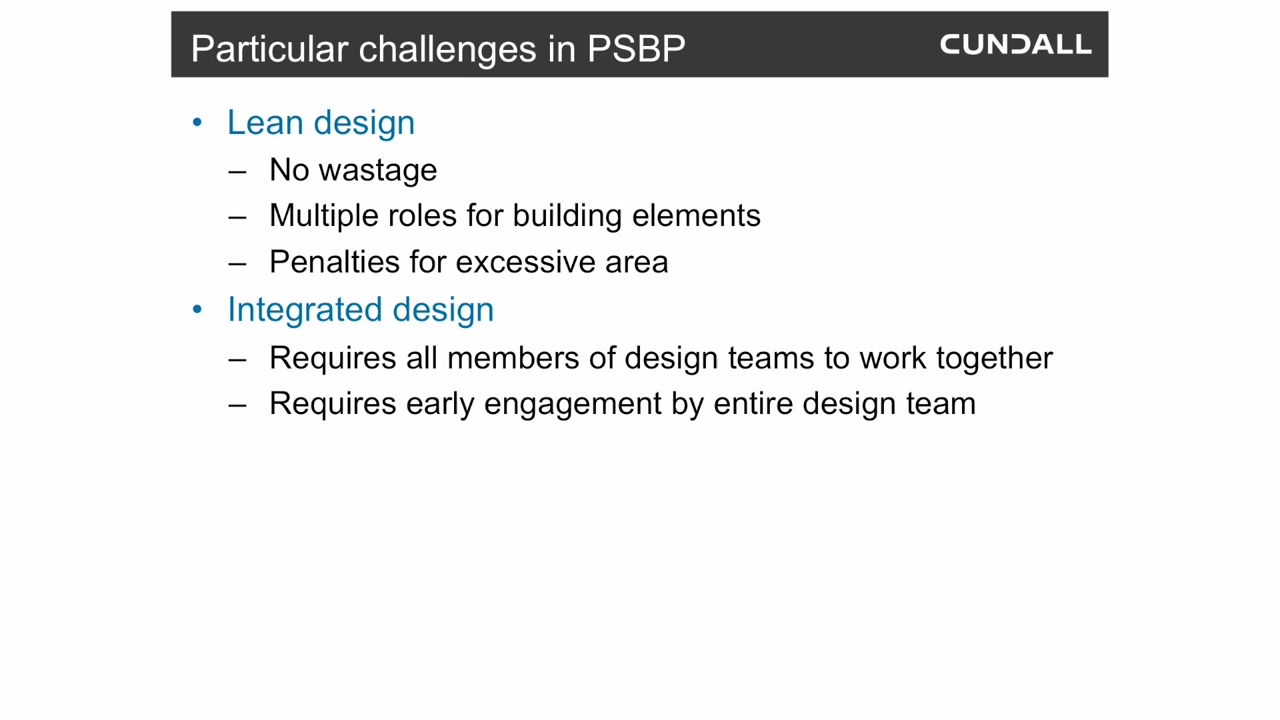 Particular challenges in PSBP
CUNDALL
• Lean design
– No wastage
– Multiple roles for building elements
– Penalties for excessive area
• Integrated design
– Requires all members of design teams to work together
– Requires early engagement by entire design team